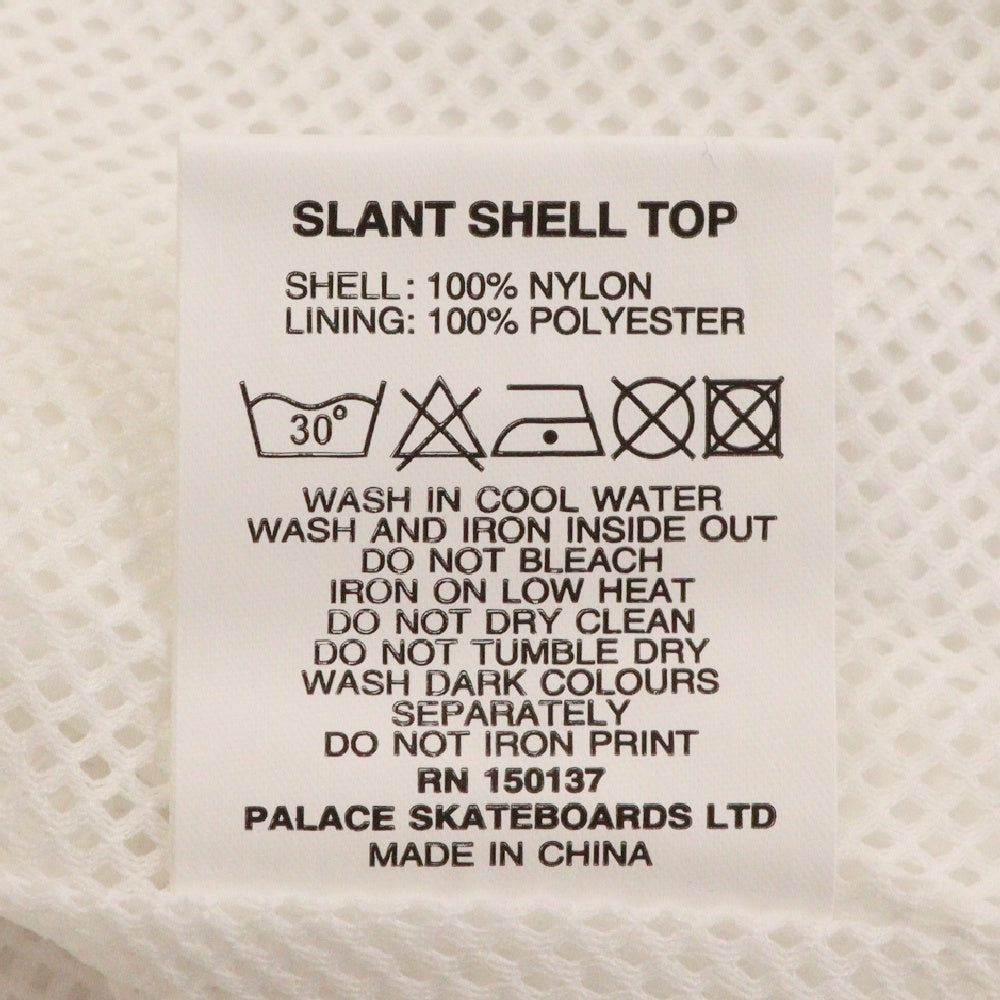 SLANT SHELL TOP
SHELL: 100% NYLON
LINING: 100% POLYESTER
30°
WASH IN COOL WATER
WASH AND IRON INSIDE OUT
DO NOT BLEACH
IRON ON LOW HEAT
DO NOT DRY CLEAN
DO NOT TUMBLE DRY
WASH DARK COLOURS
SEPARATELY
DO NOT IRON PRINT
RN 150137
PALACE SKATEBOARDS LTD
MADE IN CHINA